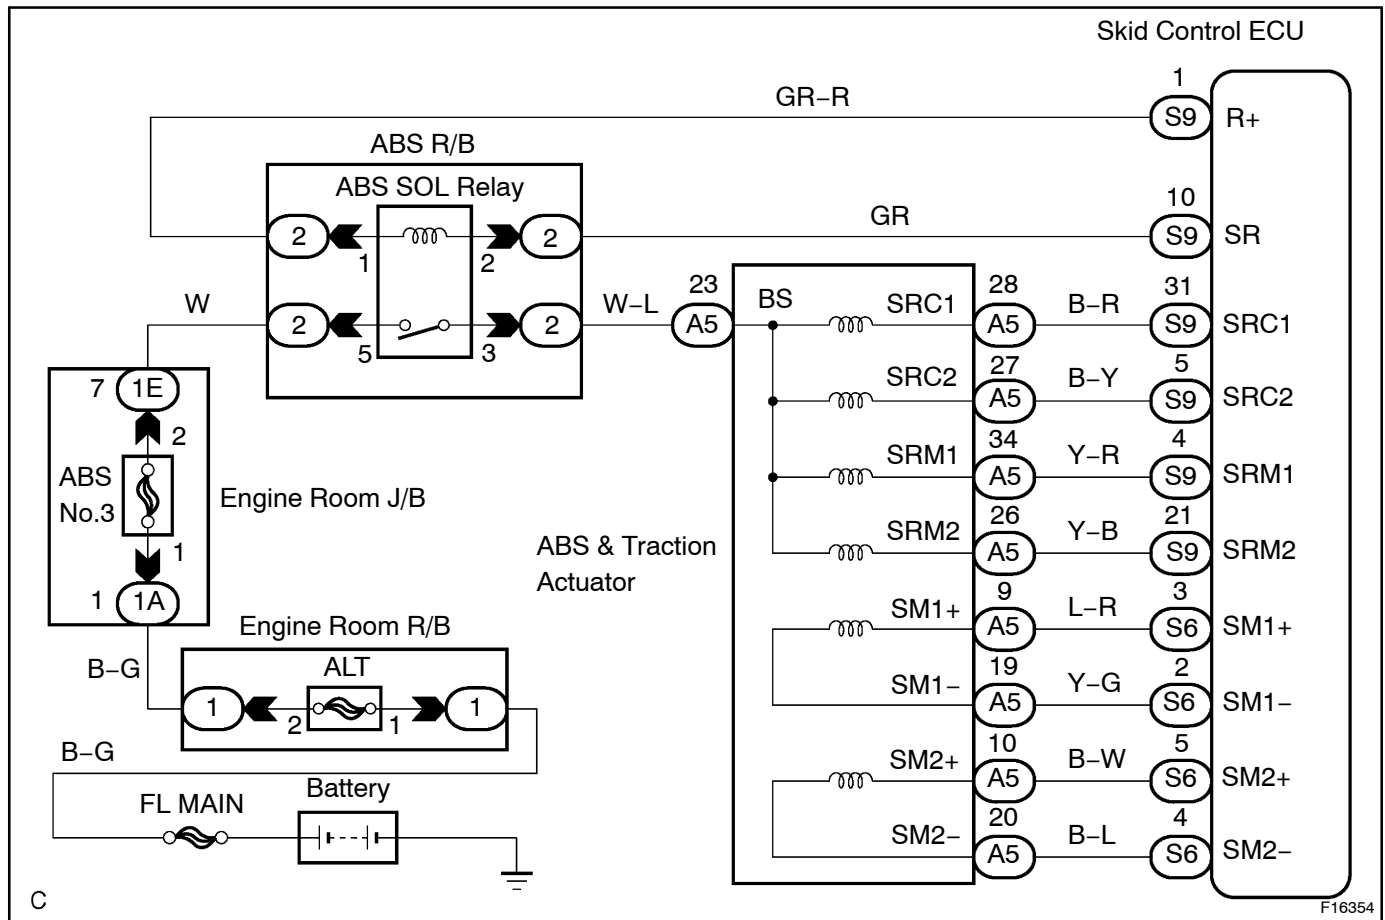 Skid Control ECU
1
GR−R
S9
R+
ABS R/B
ABS SOL Relay
10
GR
2
2
S9
SR
1
2
23
BS
SRC1
28
B−R
31
W
W−L
2
2
A5
A5
S9
SRC1
5
3
27
5
SRC2
B−Y
A5
S9
SRC2
7
1E
2
34
4
SRM1
Y−R
ABS
No.3
A5
S9
SRM1
Engine Room J/B
26
21
SRM2
Y−B
ABS & Traction
Actuator
A5
S9
SRM2
1
1
1A
9
3
SM1+
L−R
A5
S6
SM1+
Engine Room R/B
ALT
B−G
19
2
SM1−
Y−G
1
2
1
1
A5
S6
SM1−
10
5
SM2+
B−W
B−G
A5
S6
SM2+
Battery
FL MAIN
20
4
SM2−
B−L
A5
S6
SM2−
C
F16354